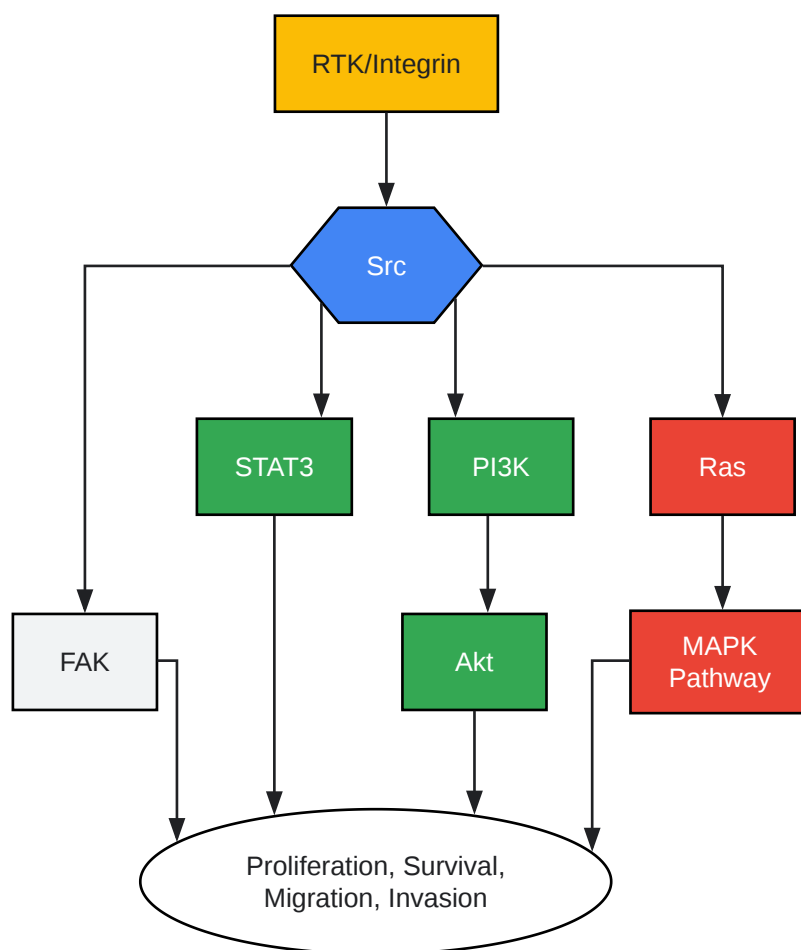 RTK/Integrin
Src
STAT3
PI3K
Ras
FAK
Akt
MAPK
Pathway
Proliferation, Survival,
Migration, Invasion